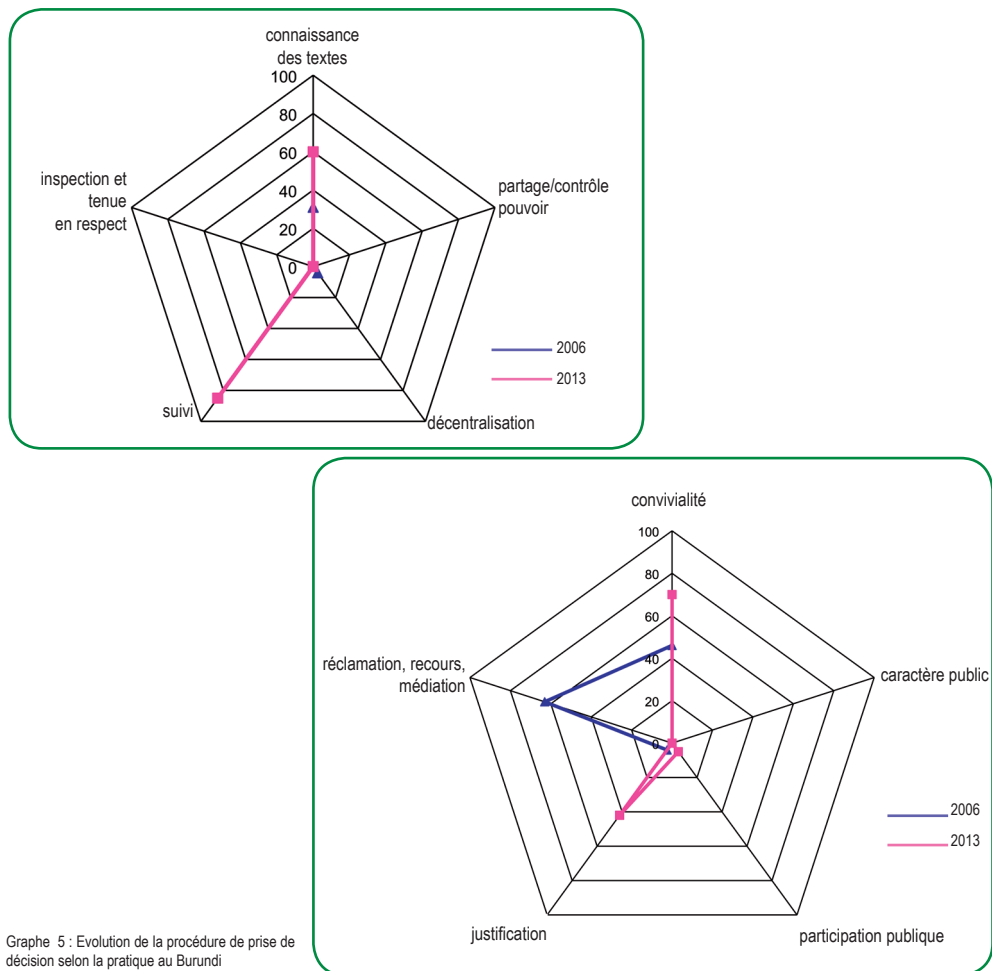 connaissance
des textes
100
80
60
40
20
0
inspection et
tenue
en respect
partage/contrôle
pouvoir
2006
2013
suivi
décentralisation
convivialité
100
80
60
40
20
0
réclamation, recours,
médiation
caractère public
2006
2013
justification
participation publique
Graphe 5 : Evolution de la procédure de prise de
décision selon la pratique au Burundi